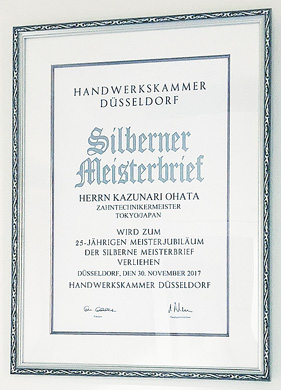 HANDWERKSKAMMER
DÜSSELDORF
Silberner
Meisterbrief
HERRN KAZUNARI OHATA
ZAHNTECHNIKERMEISTER
TOKYO/JAPAN
WIRD ZUM
25-JÄHRIGEN MEISTERJUBILÄUM
DER SILBERNE MEISTERBRIEF
VERLIEHEN
DÜSSELDORF, DEN 30. NOVEMBER 2017
HANDWERKSKAMMER DÜSSELDORF